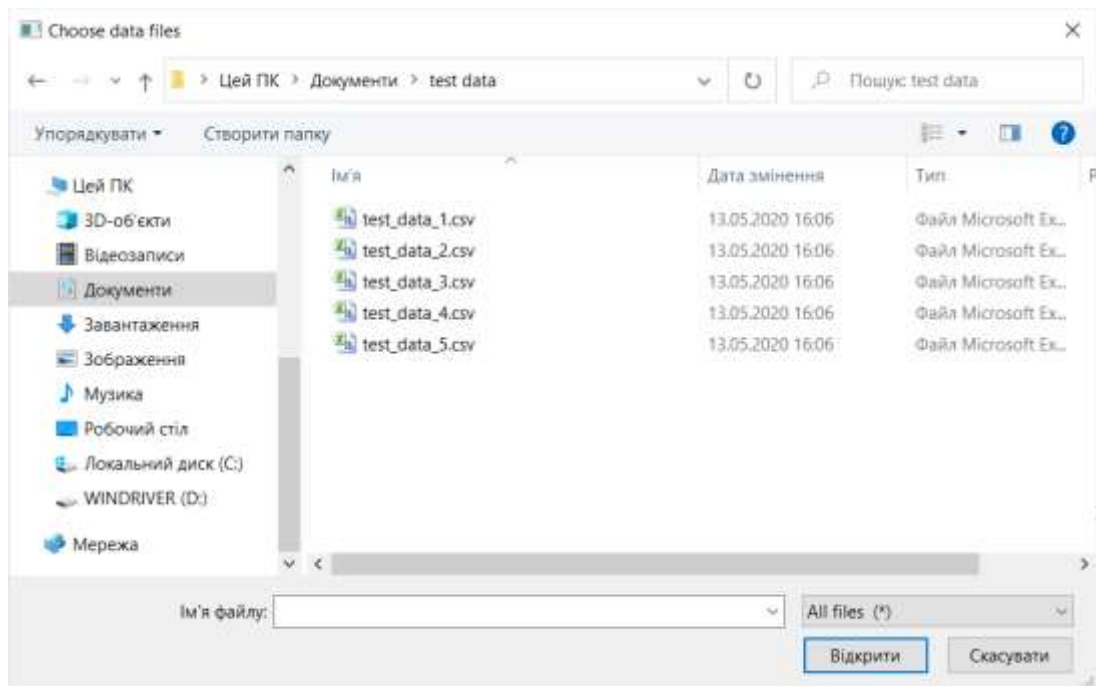 Choose data files
Цей ПК > Документи > test data
Пошук: test data
Упорядкувати
Створити папку
Ім'я
Дата змінення
Тип
Цей ПК
3D-об'єкти
Відеозаписи
Документи
Завантаження
Зображення
Музика
Робочий стіл
Локальний диск (C:)
WINDRIVER (D:)
Мережа
test_data_1.csv 13.05.2020 16:06 Файл Microsoft Ex...
test_data_2.csv 13.05.2020 16:06 Файл Microsoft Ex...
test_data_3.csv 13.05.2020 16:06 Файл Microsoft Ex...
test_data_4.csv 13.05.2020 16:06 Файл Microsoft Ex...
test_data_5.csv 13.05.2020 16:06 Файл Microsoft Ex...
Ім'я файлу:
All files (*)
Відкрити
Скасувати